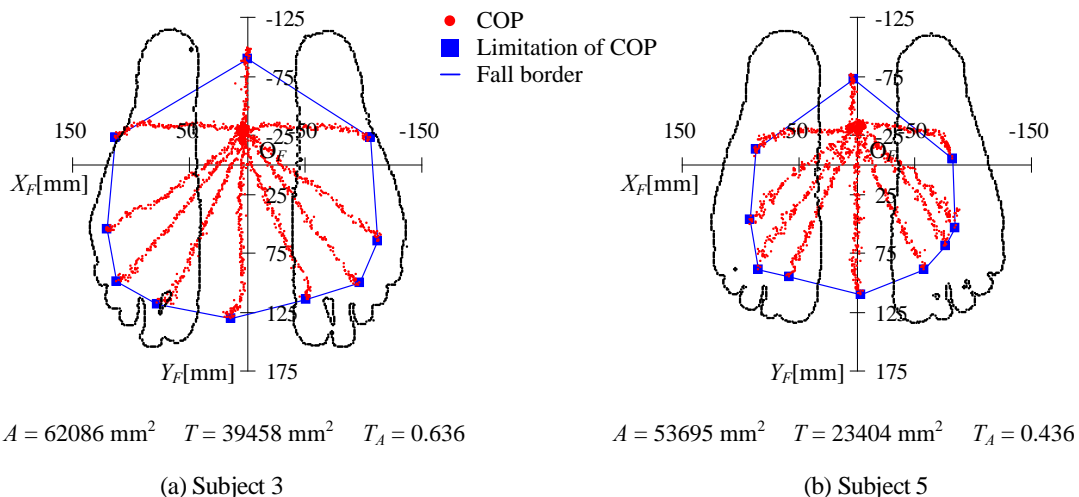 -125
COP
Limitation of COP
Fall border
-75
150 50 -25 -50 -150
O_F
X_F[mm]
25
75
125
Y_F[mm] 175
A = 62086 mm² T = 39458 mm² T_A = 0.636
(a) Subject 3
-125
-75
150 50 -25 -50 -150
O_F
X_F[mm]
25
75
125
Y_F[mm] 175
A = 53695 mm² T = 23404 mm² T_A = 0.436
(b) Subject 5